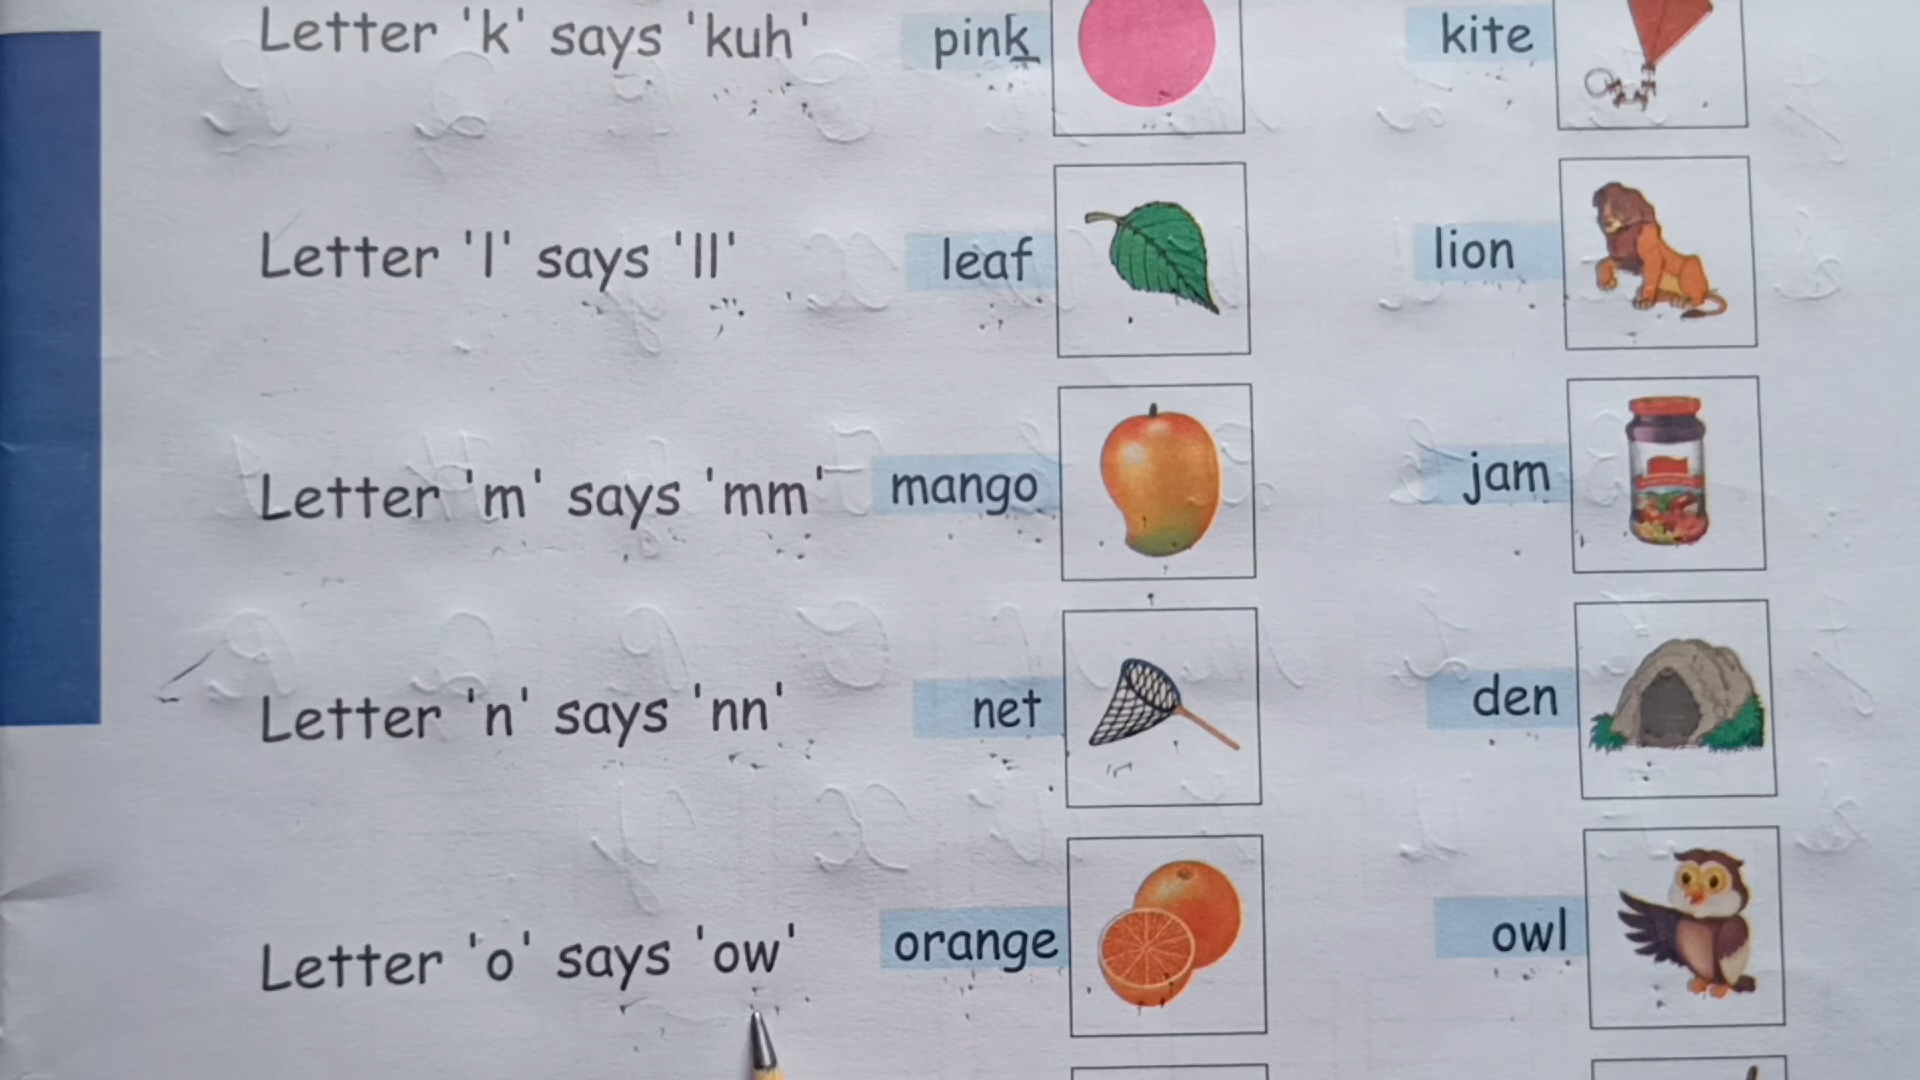 Letter 'k' says 'kuh' pink kite
Letter 'l' says 'll' leaf lion
Letter 'm' says 'mm' mango jam
Letter 'n' says 'nn' net den
Letter 'o' says 'ow' orange owl